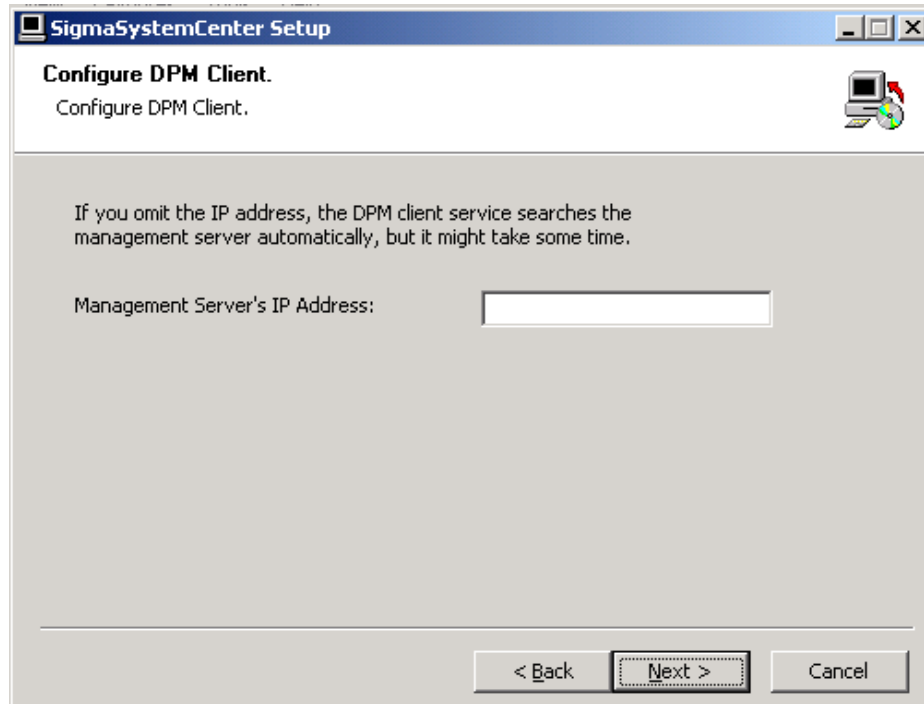 SigmaSystemCenter Setup
Configure DPM Client.
Configure DPM Client.
If you omit the IP address, the DPM client service searches the
management server automatically, but it might take some time.
Management Server's IP Address:
< Back
Next >
Cancel